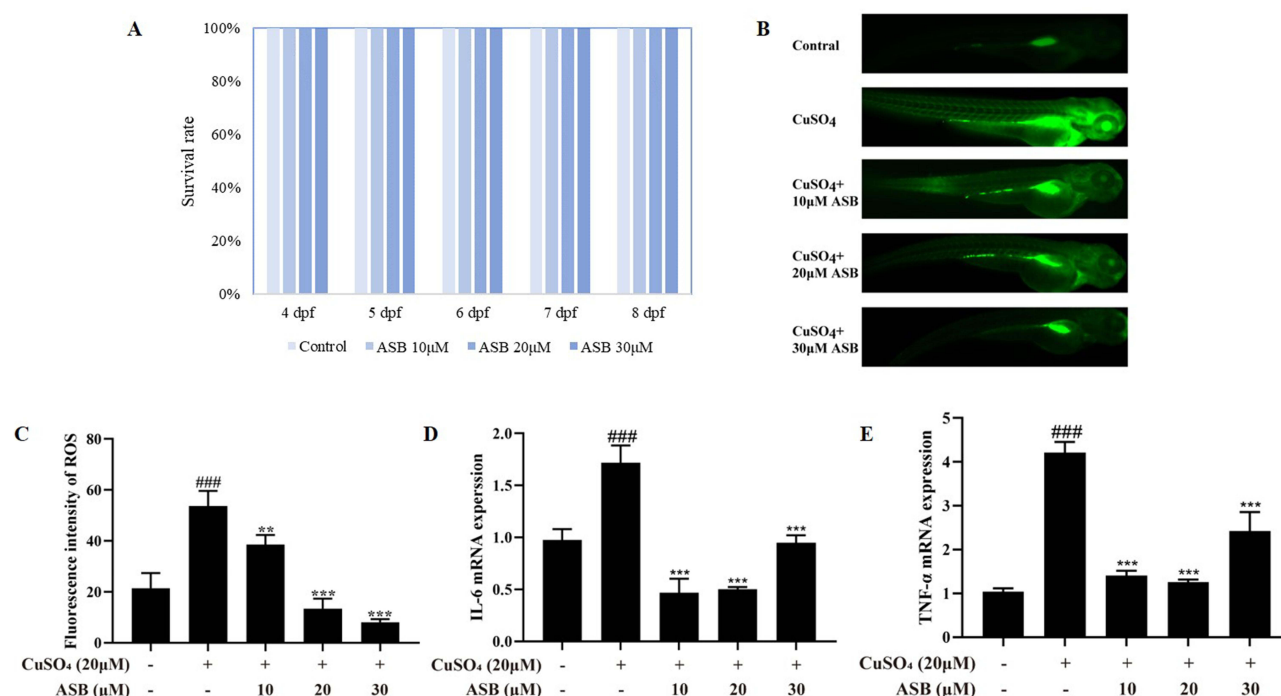 A
Survival rate
100%
80%
60%
40%
20%
0%
4 dpf 5 dpf 6 dpf 7 dpf 8 dpf
Control ASB 10μM ASB 20μM ASB 30μM
B
Contral
CuSO₄
CuSO₄+
10μM ASB
CuSO₄+
20μM ASB
CuSO₄+
30μM ASB
C
Fluorescence intensity of ROS
80
60
40
20
0
###
**
***
***
CuSO₄ (20μM) - + + + +
ASB (μM) - - 10 20 30
D
IL-6 mRNA experssion
2.0
1.5
1.0
0.5
0.0
###
***
***
***
CuSO₄ (20μM) - + + + +
ASB (μM) - - 10 20 30
E
TNF-α mRNA expression
5
4
3
2
1
0
###
***
***
***
CuSO₄ (20μM) - + + + +
ASB (μM) - - 10 20 30